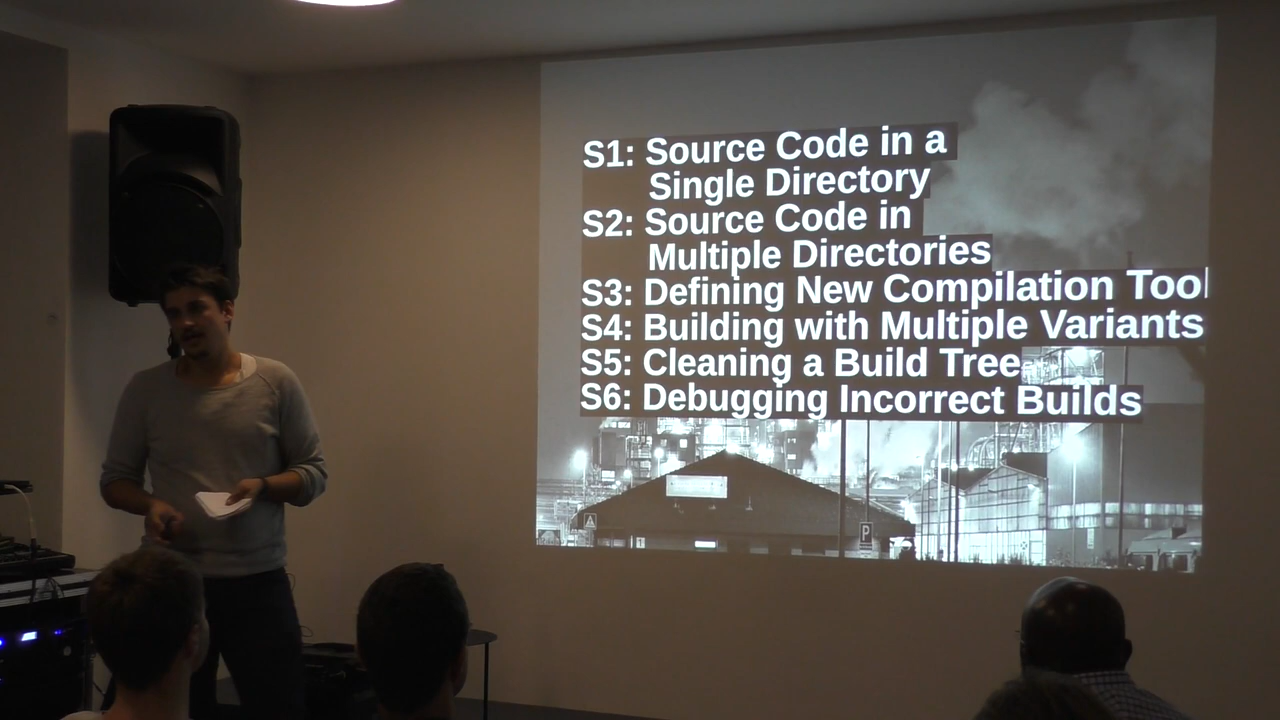 S1: Source Code in a
Single Directory
S2: Source Code in
Multiple Directories
S3: Defining New Compilation Tool
S4: Building with Multiple Variants
S5: Cleaning a Build Tree
S6: Debugging Incorrect Builds
P